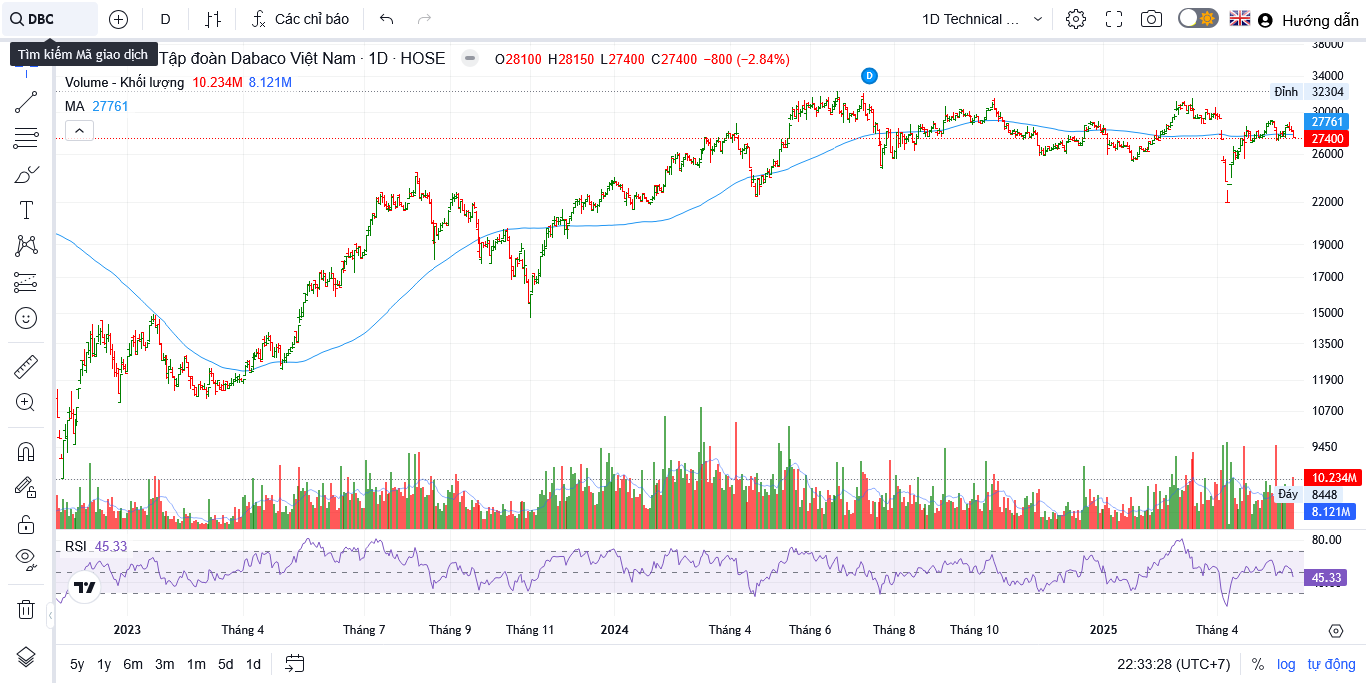 DBC
D
Các chỉ báo
1D Technical ...
Hướng dẫn
Tìm kiếm Mã giao dịch
Tập đoàn Dabaco Việt Nam · 1D · HOSE
O28100 H28150 L27400 C27400 −800 (−2.84%)
Volume - Khối lượng 10.234M 8.121M
MA 27761
D
38000
34000
Đỉnh 32304
30000
27761
27400
26000
22000
19000
17000
15000
13500
11900
10700
9450
10.234M
Đáy 8448
8.121M
RSI 45.33
80.00
45.33
2023 Tháng 4 Tháng 7 Tháng 9 Tháng 11 2024 Tháng 4 Tháng 6 Tháng 8 Tháng 10 2025 Tháng 4
5y 1y 6m 3m 1m 5d 1d
22:33:28 (UTC+7) % log tự động